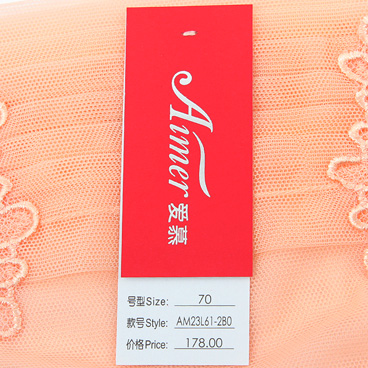 Aimer 爱慕
号型Size: 70
款号Style: AM23L61-2B0
价格Price: 178.00